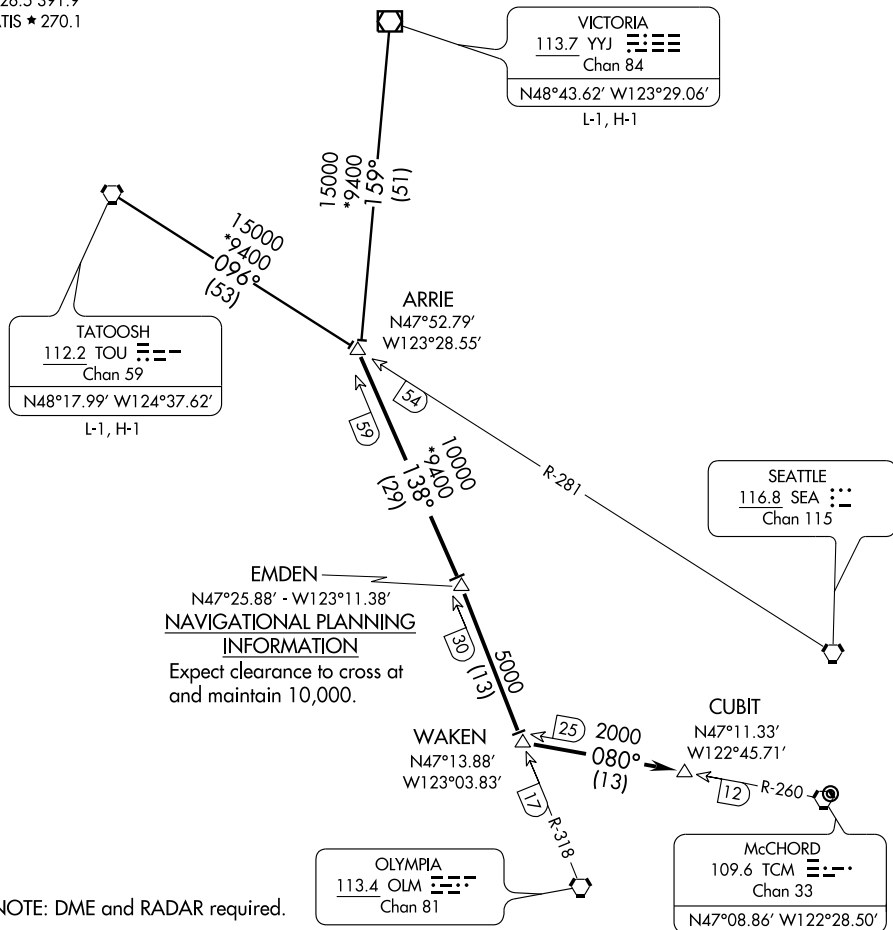 ATIS ★ 270.1
VICTORIA
113.7 YYJ
Chan 84
N48°43.62' W123°29.06'
L-1, H-1
15000
*9400
159°
(51)
15000
*9400
096°
(53)
TATOOSH
112.2 TOU
Chan 59
N48°17.99' W124°37.62'
L-1, H-1
ARRIE
N47°52.79'
W123°28.55'
54
59
10000
*9400
138°
(29)
R-281
SEATTLE
116.8 SEA
Chan 115
EMDEN
N47°25.88' - W123°11.38'
NAVIGATIONAL PLANNING
INFORMATION
Expect clearance to cross at
and maintain 10,000.
30
5000
(13)
WAKEN
N47°13.88'
W123°03.83'
25
2000
080°
(13)
CUBIT
N47°11.33'
W122°45.71'
17
R-318
12
R-260
OLYMPIA
113.4 OLM
Chan 81
McCHORD
109.6 TCM
Chan 33
N47°08.86' W122°28.50'
NOTE: DME and RADAR required.